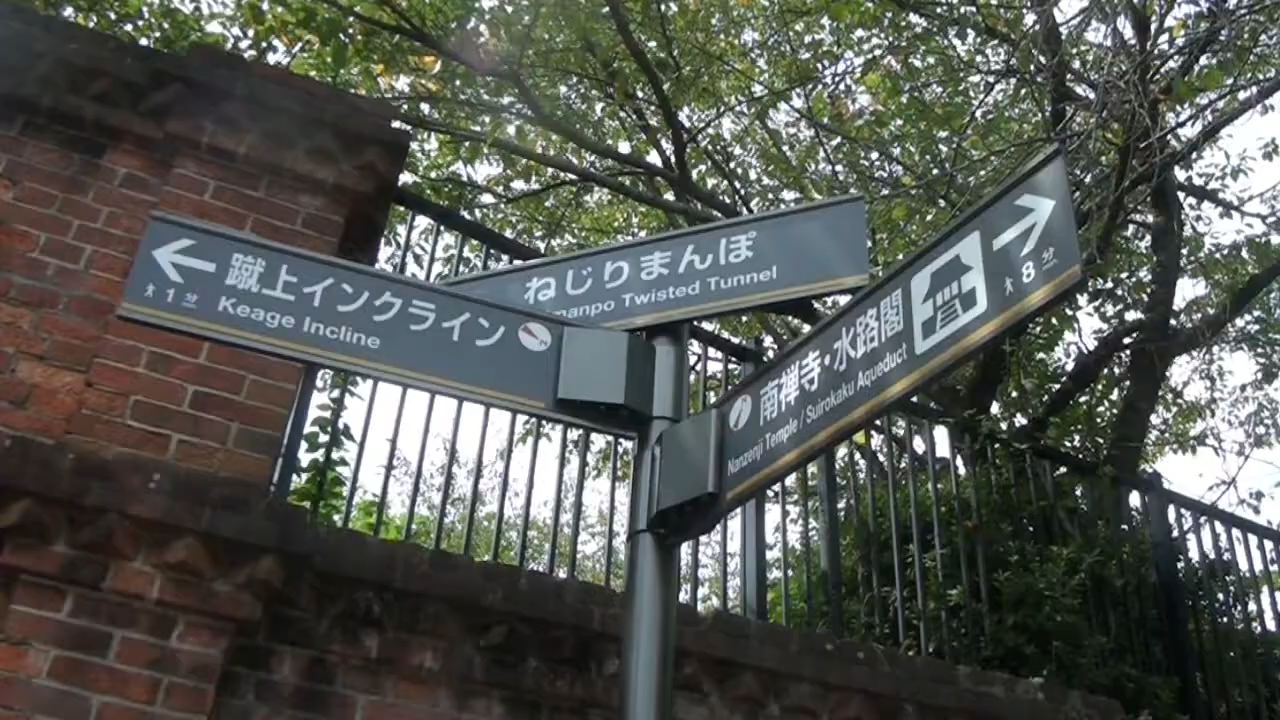 蹴上インクライン
1分
Keage Incline
ねじりまんぽ
Twisted Tunnel
南禅寺・水路閣
8分
Nanzenji Temple / Suirokaku Aqueduct